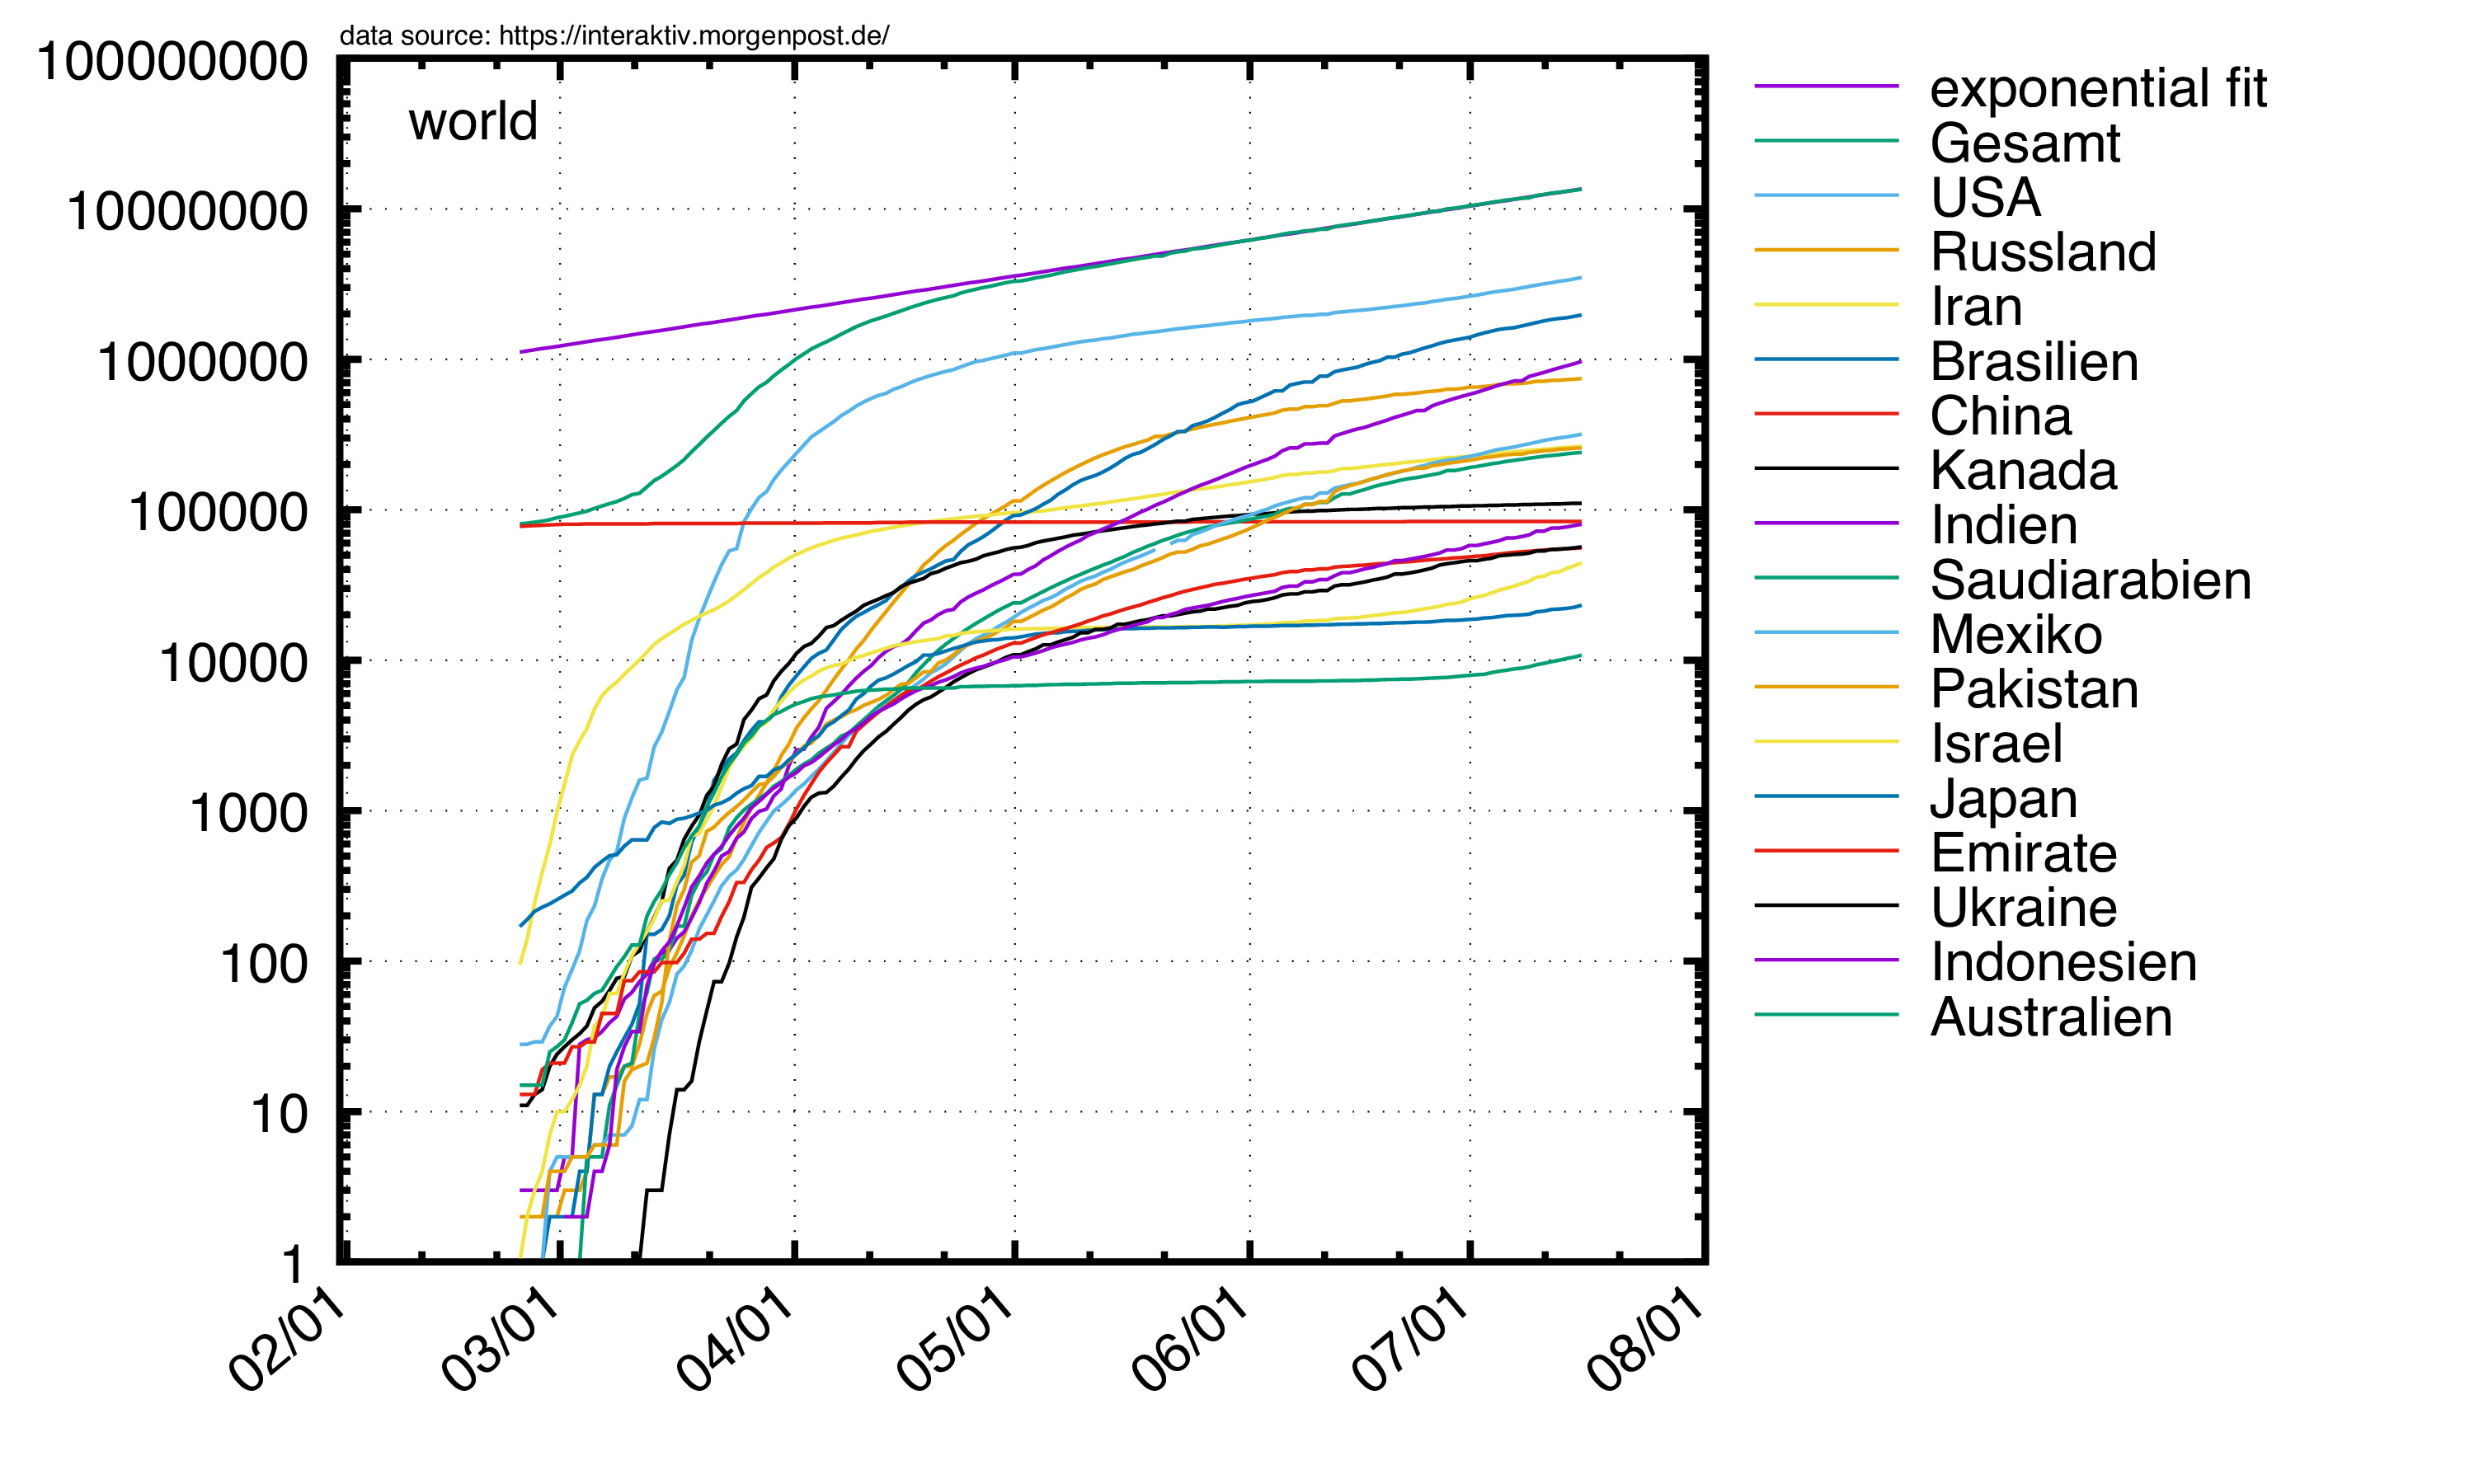 data source: https://interaktiv.morgenpost.de/
100000000
10000000
1000000
100000
10000
1000
100
10
1
world
02/01
03/01
04/01
05/01
06/01
07/01
08/01
exponential fit
Gesamt
USA
Russland
Iran
Brasilien
China
Kanada
Indien
Saudiarabien
Mexiko
Pakistan
Israel
Japan
Emirate
Ukraine
Indonesien
Australien